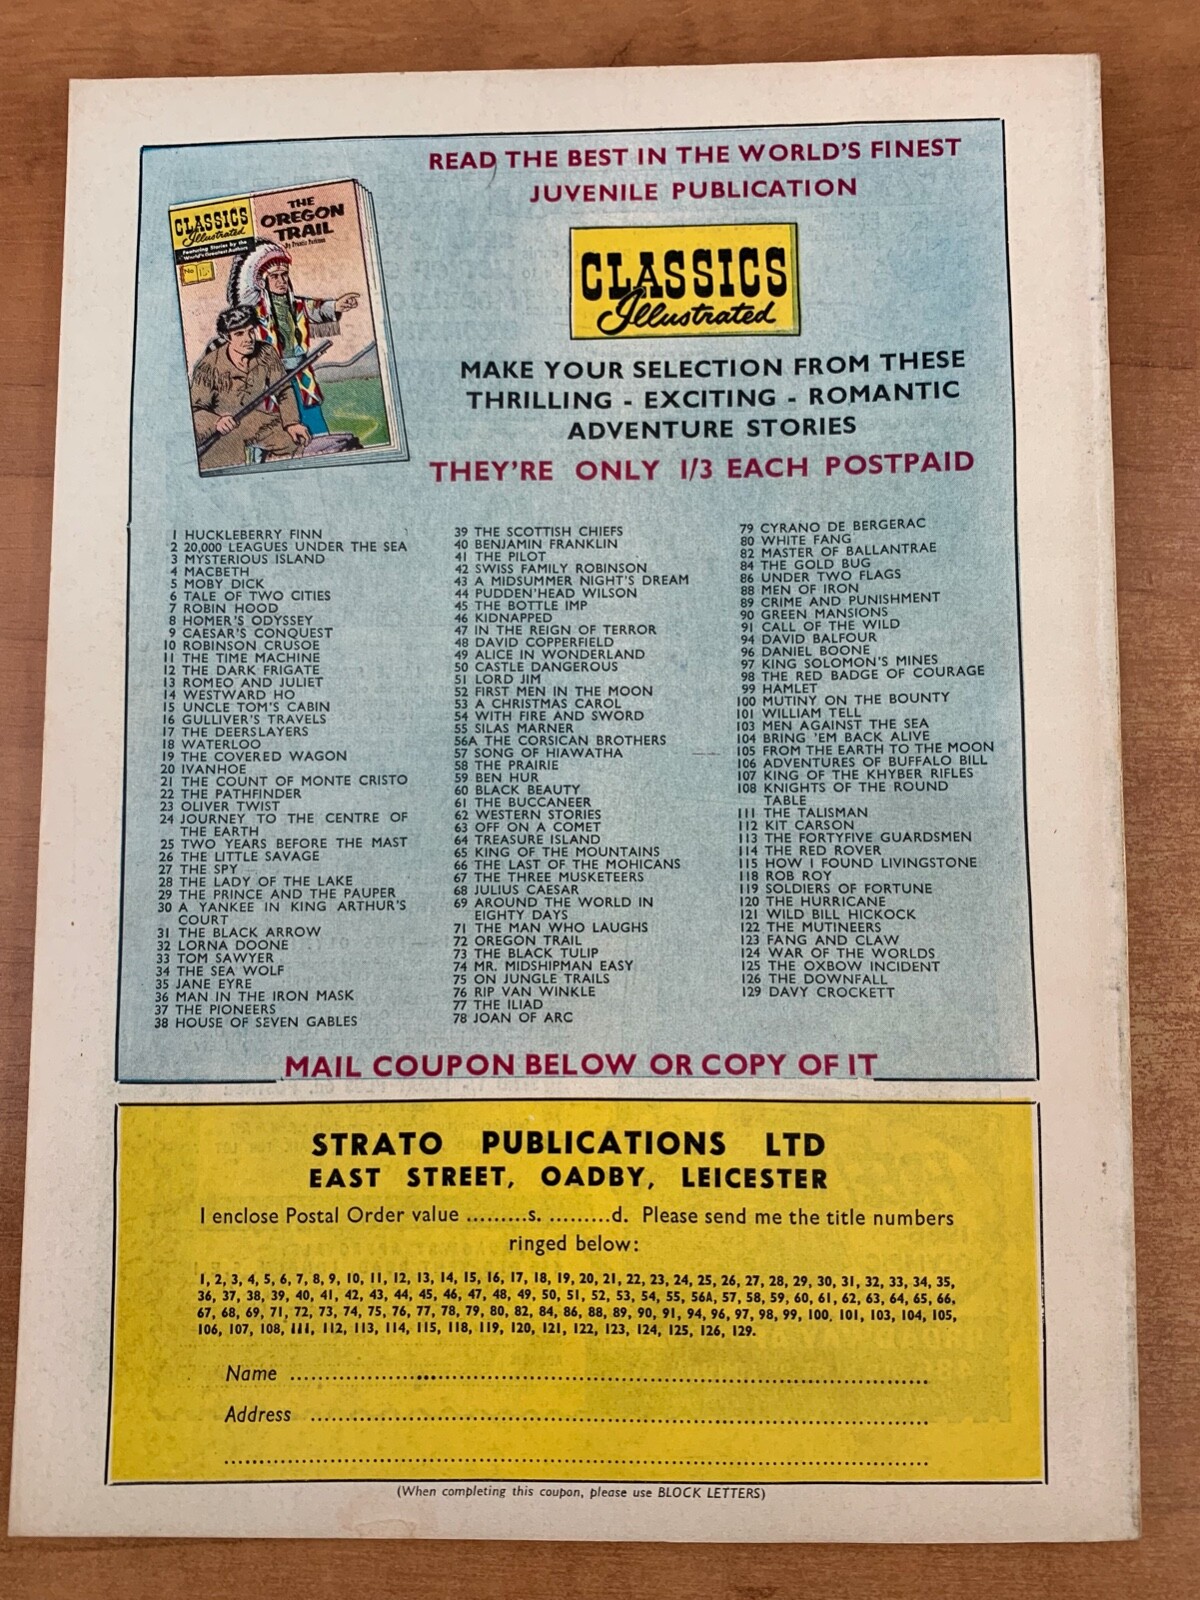 READ THE BEST IN THE WORLD'S FINEST
JUVENILE PUBLICATION
CLASSICS
Illustrated
Featuring Stories by the
World's Greatest Authors
No
THE
OREGON
TRAIL
By Francis Parkman
CLASSICS
Illustrated
MAKE YOUR SELECTION FROM THESE
THRILLING - EXCITING - ROMANTIC
ADVENTURE STORIES
THEY'RE ONLY 1/3 EACH POSTPAID
1 HUCKLEBERRY FINN
2 20,000 LEAGUES UNDER THE SEA
3 MYSTERIOUS ISLAND
4 MACBETH
5 MOBY DICK
6 TALE OF TWO CITIES
7 ROBIN HOOD
8 HOMER'S ODYSSEY
9 CAESAR'S CONQUEST
10 ROBINSON CRUSOE
11 THE TIME MACHINE
12 THE DARK FRIGATE
13 ROMEO AND JULIET
14 WESTWARD HO
15 UNCLE TOM'S CABIN
16 GULLIVER'S TRAVELS
17 THE DEERSLAYERS
18 WATERLOO
19 THE COVERED WAGON
20 IVANHOE
21 THE COUNT OF MONTE CRISTO
22 THE PATHFINDER
23 OLIVER TWIST
24 JOURNEY TO THE CENTRE OF
THE EARTH
25 TWO YEARS BEFORE THE MAST
26 THE LITTLE SAVAGE
27 THE SPY
28 THE LADY OF THE LAKE
29 THE PRINCE AND THE PAUPER
30 A YANKEE IN KING ARTHUR'S
COURT
31 THE BLACK ARROW
32 LORNA DOONE
33 TOM SAWYER
34 THE SEA WOLF
35 JANE EYRE
36 MAN IN THE IRON MASK
37 THE PIONEERS
38 HOUSE OF SEVEN GABLES
39 THE SCOTTISH CHIEFS
40 BENJAMIN FRANKLIN
41 THE PILOT
42 SWISS FAMILY ROBINSON
43 A MIDSUMMER NIGHT'S DREAM
44 PUDDEN'HEAD WILSON
45 THE BOTTLE IMP
46 KIDNAPPED
47 IN THE REIGN OF TERROR
48 DAVID COPPERFIELD
49 ALICE IN WONDERLAND
50 CASTLE DANGEROUS
51 LORD JIM
52 FIRST MEN IN THE MOON
53 A CHRISTMAS CAROL
54 WITH FIRE AND SWORD
55 SILAS MARNER
56A THE CORSICAN BROTHERS
57 SONG OF HIAWATHA
58 THE PRAIRIE
59 BEN HUR
60 BLACK BEAUTY
61 THE BUCCANEER
62 WESTERN STORIES
63 OFF ON A COMET
64 TREASURE ISLAND
65 KING OF THE MOUNTAINS
66 THE LAST OF THE MOHICANS
67 THE THREE MUSKETEERS
68 JULIUS CAESAR
69 AROUND THE WORLD IN
EIGHTY DAYS
71 THE MAN WHO LAUGHS
72 OREGON TRAIL
73 THE BLACK TULIP
74 MR. MIDSHIPMAN EASY
75 ON JUNGLE TRAILS
76 RIP VAN WINKLE
77 THE ILIAD
78 JOAN OF ARC
79 CYRANO DE BERGERAC
80 WHITE FANG
82 MASTER OF BALLANTRAE
84 THE GOLD BUG
86 UNDER TWO FLAGS
88 MEN OF IRON
89 CRIME AND PUNISHMENT
90 GREEN MANSIONS
91 CALL OF THE WILD
94 DAVID BALFOUR
96 DANIEL BOONE
97 KING SOLOMON'S MINES
98 THE RED BADGE OF COURAGE
99 HAMLET
100 MUTINY ON THE BOUNTY
101 WILLIAM TELL
103 MEN AGAINST THE SEA
104 BRING 'EM BACK ALIVE
105 FROM THE EARTH TO THE MOON
106 ADVENTURES OF BUFFALO BILL
107 KING OF THE KHYBER RIFLES
108 KNIGHTS OF THE ROUND
TABLE
111 THE TALISMAN
112 KIT CARSON
113 THE FORTYFIVE GUARDSMEN
114 THE RED ROVER
115 HOW I FOUND LIVINGSTONE
118 ROB ROY
119 SOLDIERS OF FORTUNE
120 THE HURRICANE
121 WILD BILL HICKOCK
122 THE MUTINEERS
123 FANG AND CLAW
124 WAR OF THE WORLDS
125 THE OXBOW INCIDENT
126 THE DOWNFALL
129 DAVY CROCKETT
MAIL COUPON BELOW OR COPY OF IT
STRATO PUBLICATIONS LTD
EAST STREET, OADBY, LEICESTER
I enclose Postal Order value .........s. .........d. Please send me the title numbers
ringed below:
1, 2, 3, 4, 5, 6, 7, 8, 9, 10, 11, 12, 13, 14, 15, 16, 17, 18, 19, 20, 21, 22, 23, 24, 25, 26, 27, 28, 29, 30, 31, 32, 33, 34, 35,
36, 37, 38, 39, 40, 41, 42, 43, 44, 45, 46, 47, 48, 49, 50, 51, 52, 53, 54, 55, 56A, 57, 58, 59, 60, 61, 62, 63, 64, 65, 66,
67, 68, 69, 71, 72, 73, 74, 75, 76, 77, 78, 79, 80, 82, 84, 86, 88, 89, 90, 91, 94, 96, 97, 98, 99, 100, 101, 103, 104, 105,
106, 107, 108, 111, 112, 113, 114, 115, 118, 119, 120, 121, 122, 123, 124, 125, 126, 129.
Name ..............................
Address ..............................
..............................
(When completing this coupon, please use BLOCK LETTERS)